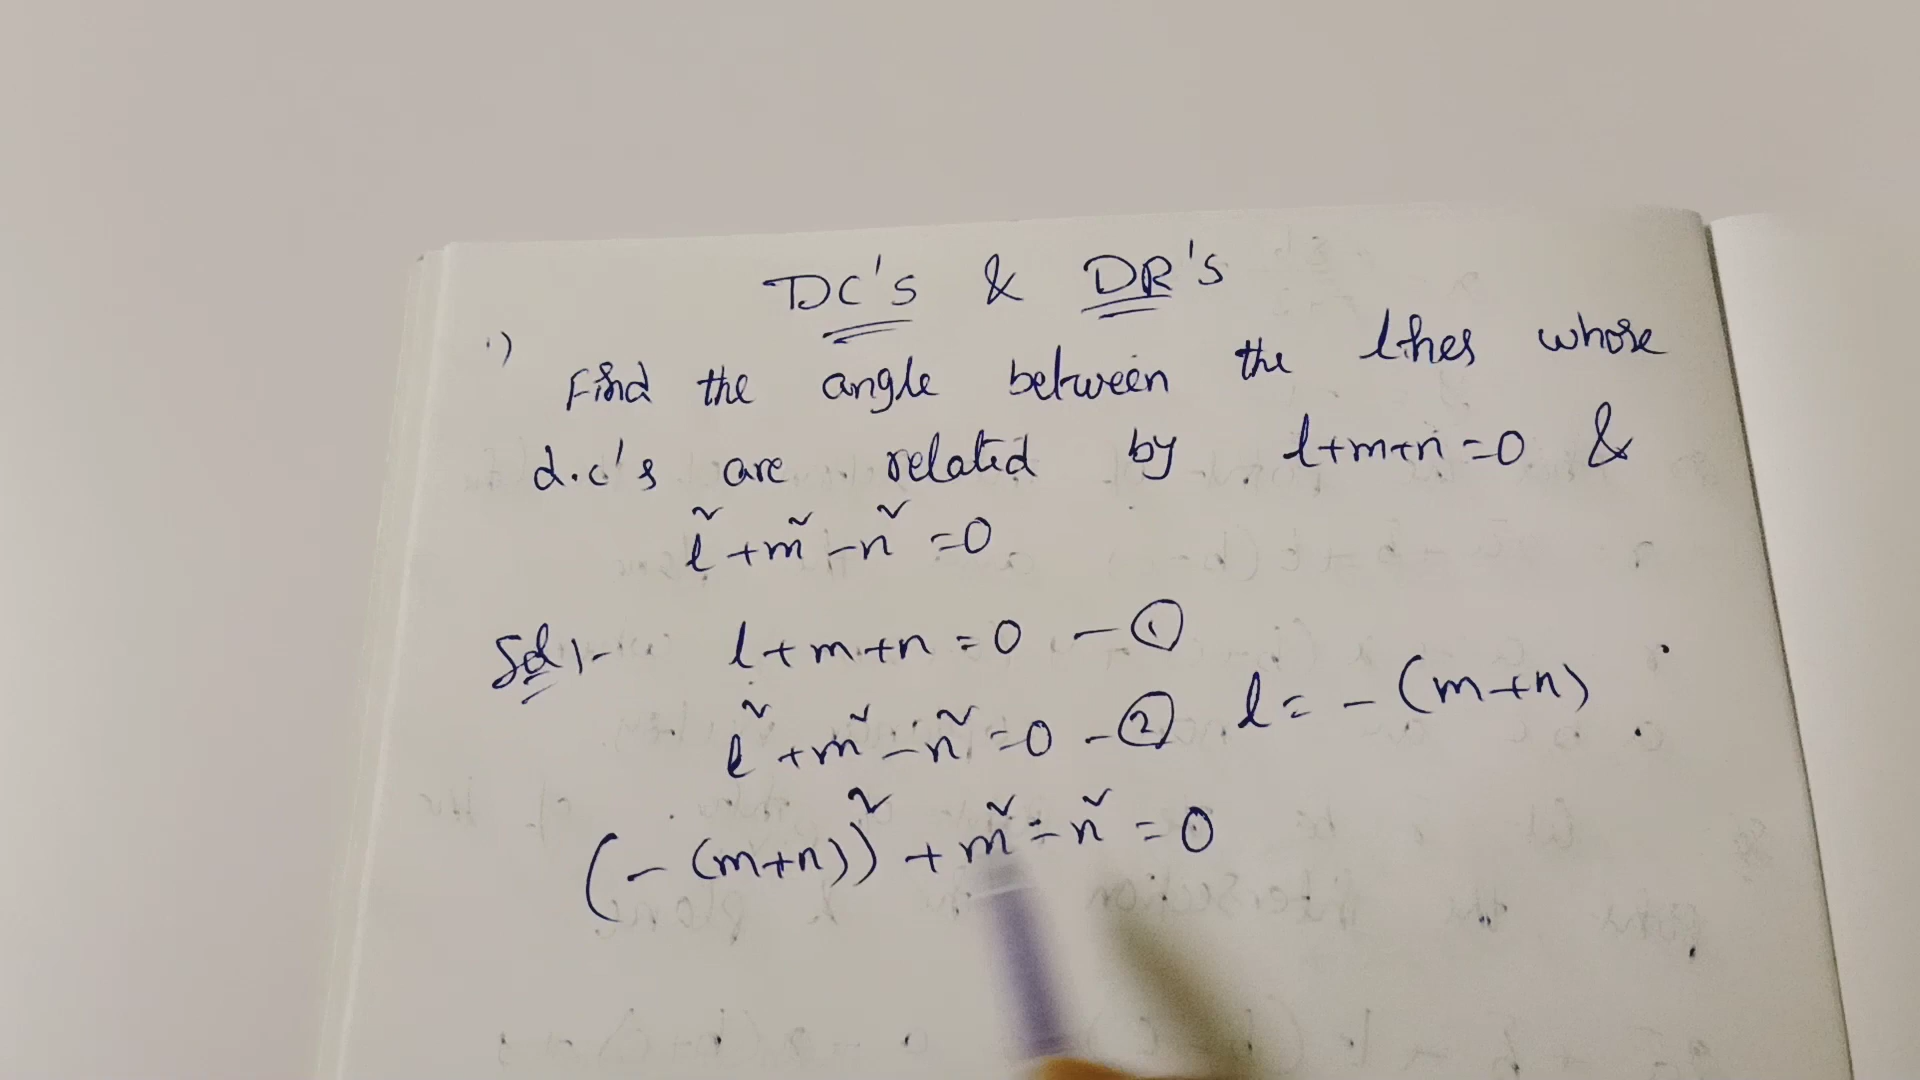 DC's & DR's
1) Find the angle between the lines whose
d.c's are related by l+m+n=0 &
l²+m²-n²=0
Sol:- l+m+n=0 -①
l²+m²-n²=0 -② l=-(m+n)
(-(m+n))²+m²-n²=0